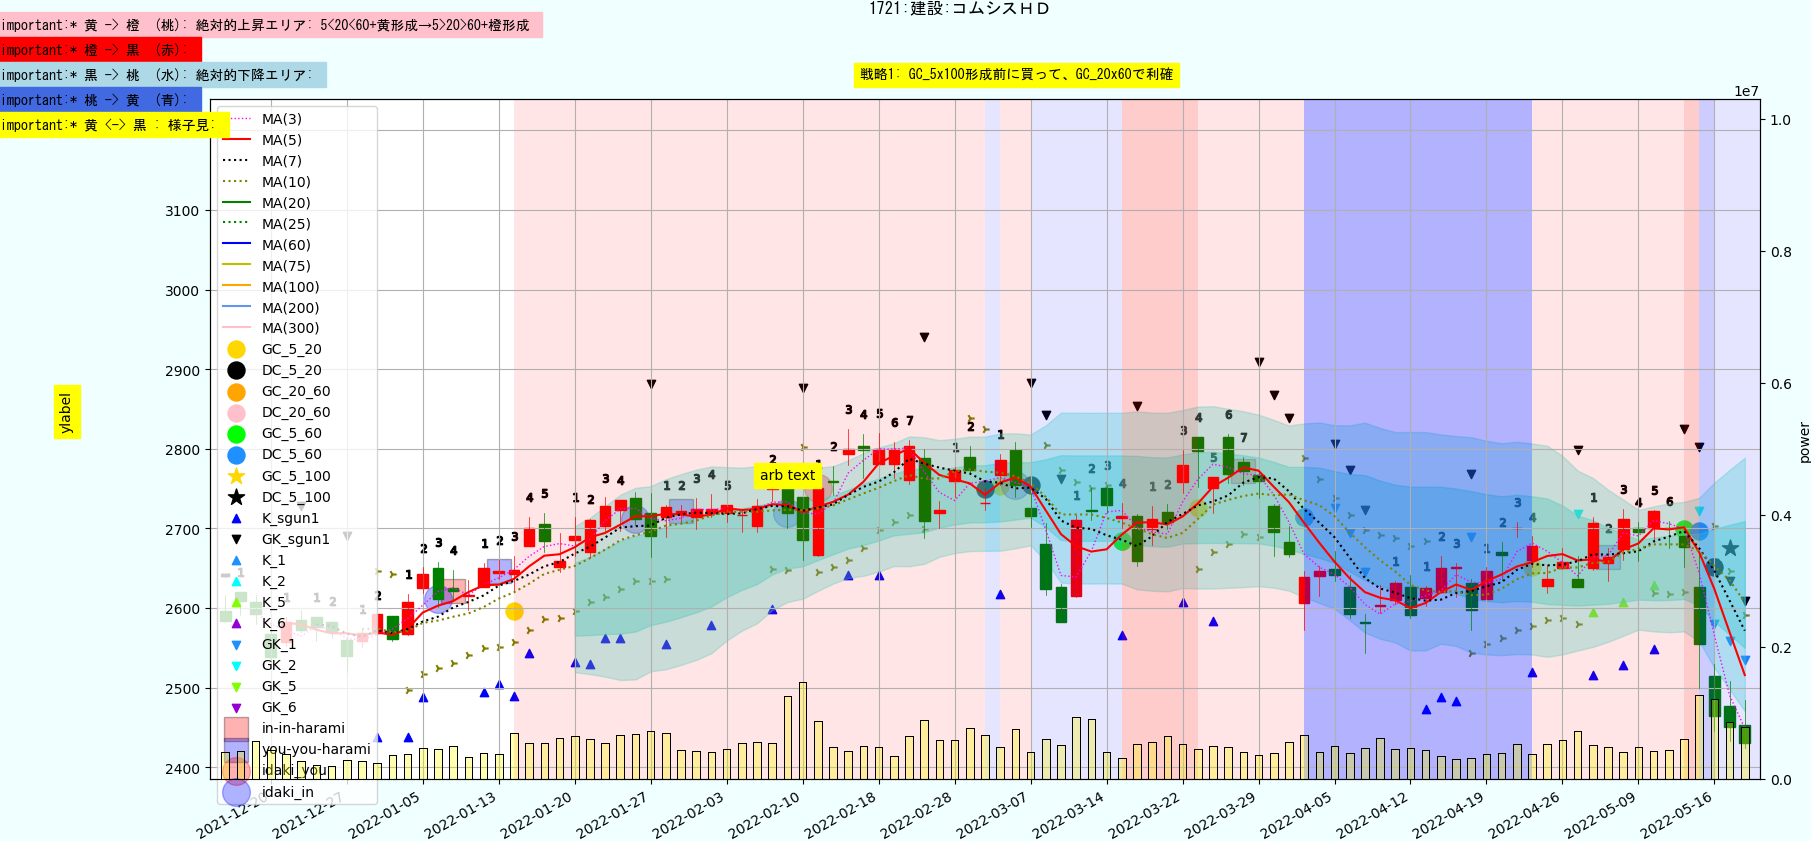 1721:建設:コムシスＨＤ
important:* 黄 -> 橙 (桃): 絶対的上昇エリア: 5<20<60+黄形成→5>20>60+橙形成
important:* 橙 -> 黒 (赤):
important:* 黒 -> 桃 (水): 絶対的下降エリア:
戦略1: GC_5x100形成前に買って、GC_20x60で利確
important:* 桃 -> 黄 (青):
important:* 黄 <-> 黒 : 様子見:
1e7
MA(3)
MA(5)
MA(7)
MA(10)
MA(20)
MA(25)
MA(60)
MA(75)
MA(100)
MA(200)
MA(300)
GC_5_20
DC_5_20
GC_20_60
DC_20_60
GC_5_60
DC_5_60
GC_5_100
DC_5_100
K_sgun1
GK_sgun1
K_1
K_2
K_5
K_6
GK_1
GK_2
GK_5
GK_6
in-in-harami
you-you-harami
idaki_you
idaki_in
arb text
ylabel
power
3100
3000
2900
2800
2700
2600
2500
2400
1.0
0.8
0.6
0.4
0.2
0.0
2021-12-20
2021-12-27
2022-01-05
2022-01-13
2022-01-20
2022-01-27
2022-02-03
2022-02-10
2022-02-18
2022-02-28
2022-03-07
2022-03-14
2022-03-22
2022-03-29
2022-04-05
2022-04-12
2022-04-19
2022-04-26
2022-05-09
2022-05-16